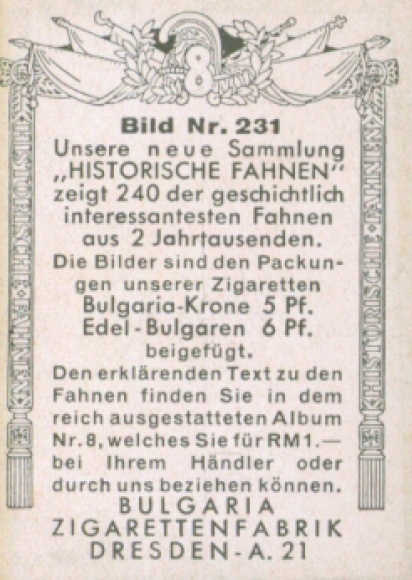 8
Bild Nr. 231
Unsere neue Sammlung
„HISTORISCHE FAHNEN"
zeigt 240 der geschichtlich
interessantesten Fahnen
aus 2 Jahrtausenden.
Die Bilder sind den Packun-
gen unserer Zigaretten
Bulgaria-Krone 5 Pf.
Edel-Bulgaren 6 Pf.
beigefügt.
Den erklärenden Text zu den
Fahnen finden Sie in dem
reich ausgestatteten Album
Nr. 8, welches Sie für RM 1.—
bei Ihrem Händler oder
durch uns beziehen können.
BULGARIA
ZIGARETTENFABRIK
DRESDEN-A. 21
HISTORISCHE FAHNEN
HISTORISCHE·FAHNEN